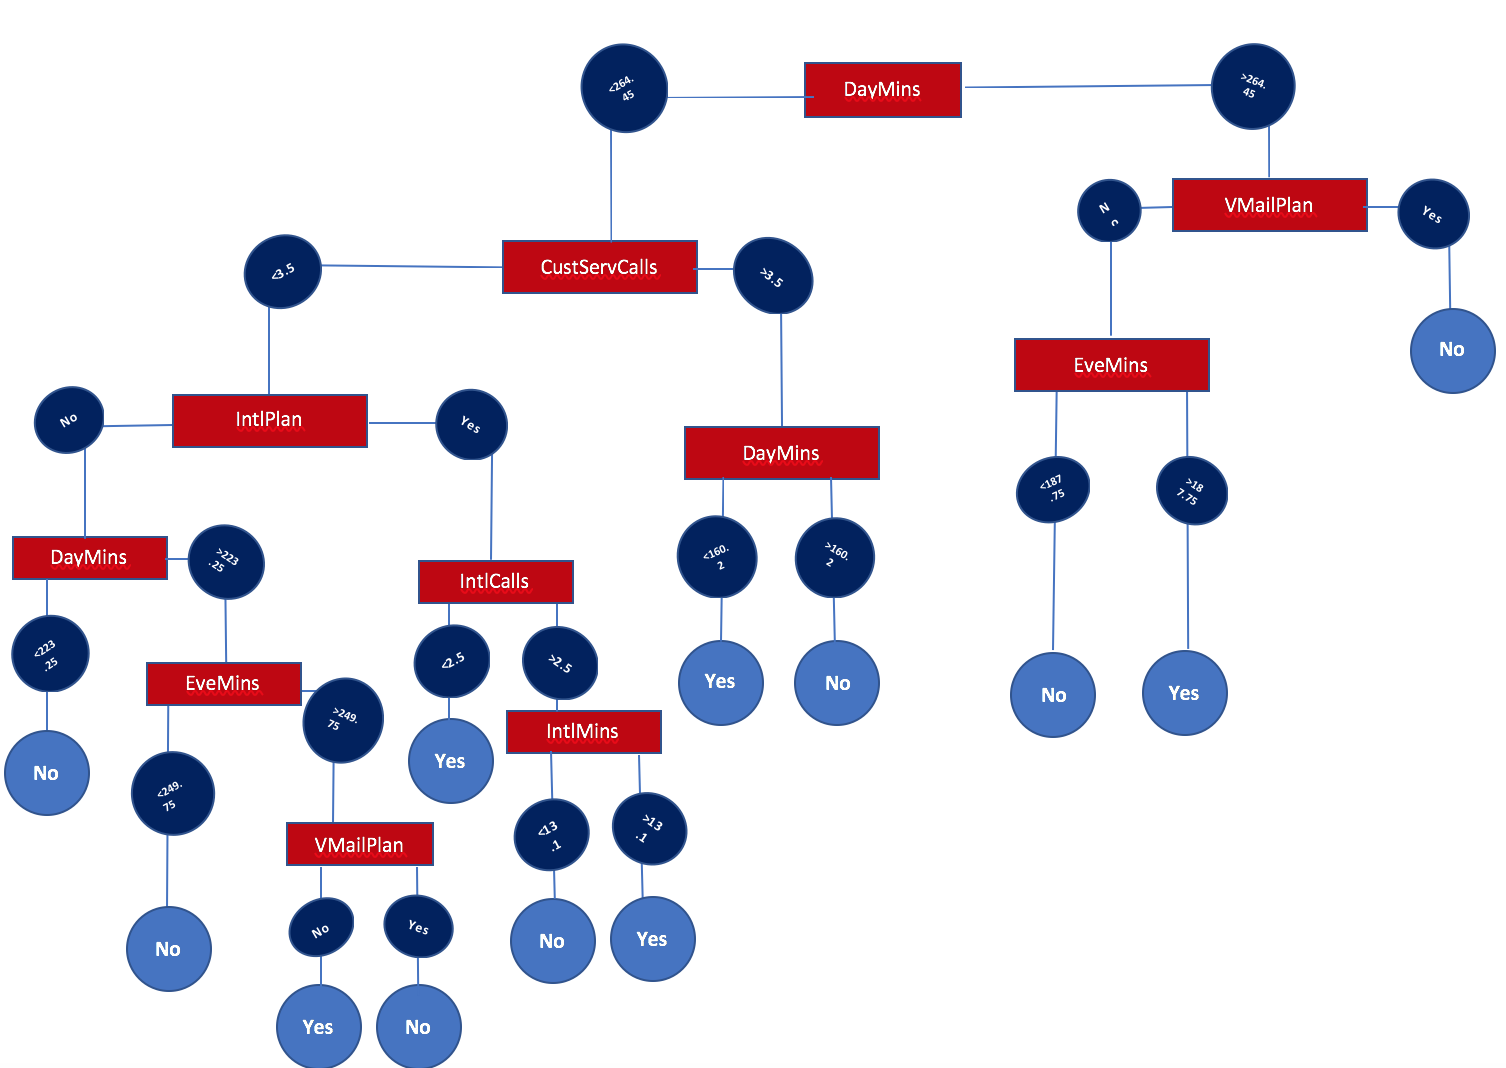 DayMins
<264.
45
>264.
45
VMailPlan
N
Yes
No
CustServCalls
<3.5
>3.5
EveMins
<187
.75
>18
7.75
No
Yes
IntlPlan
No
Yes
DayMins
<160.
2
>160.
2
Yes
No
DayMins
>223
.25
<223
.25
No
EveMins
>249.
75
<249.
75
No
VMailPlan
No
Yes
Yes
No
IntlCalls
<2.5
>2.5
Yes
IntlMins
<13
.1
>13
.1
No
Yes